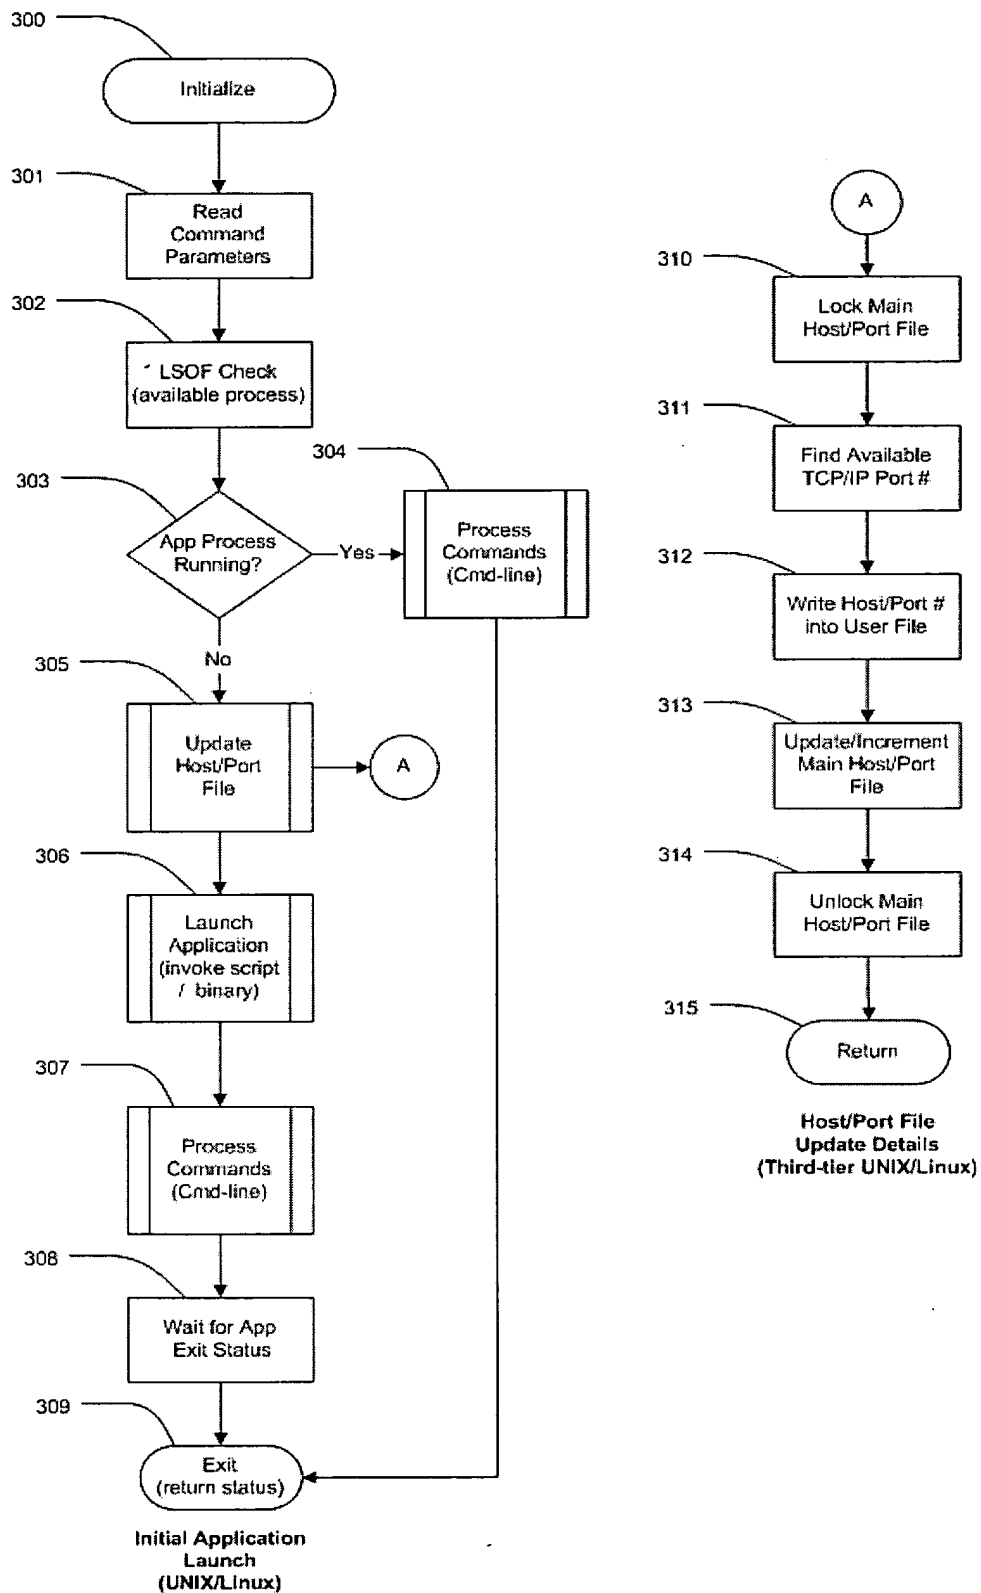 300
Initialize
301
Read
Command
Parameters
302
LSOF Check
(available process)
303
App Process
Running?
Yes
304
Process
Commands
(Cmd-line)
No
305
Update
Host/Port
File
A
306
Launch
Application
(invoke script
/ binary)
307
Process
Commands
(Cmd-line)
308
Wait for App
Exit Status
309
Exit
(return status)
Initial Application
Launch
(UNIX/Linux)
A
310
Lock Main
Host/Port File
311
Find Available
TCP/IP Port #
312
Write Host/Port #
into User File
313
Update/Increment
Main Host/Port
File
314
Unlock Main
Host/Port File
315
Return
Host/Port File
Update Details
(Third-tier UNIX/Linux)